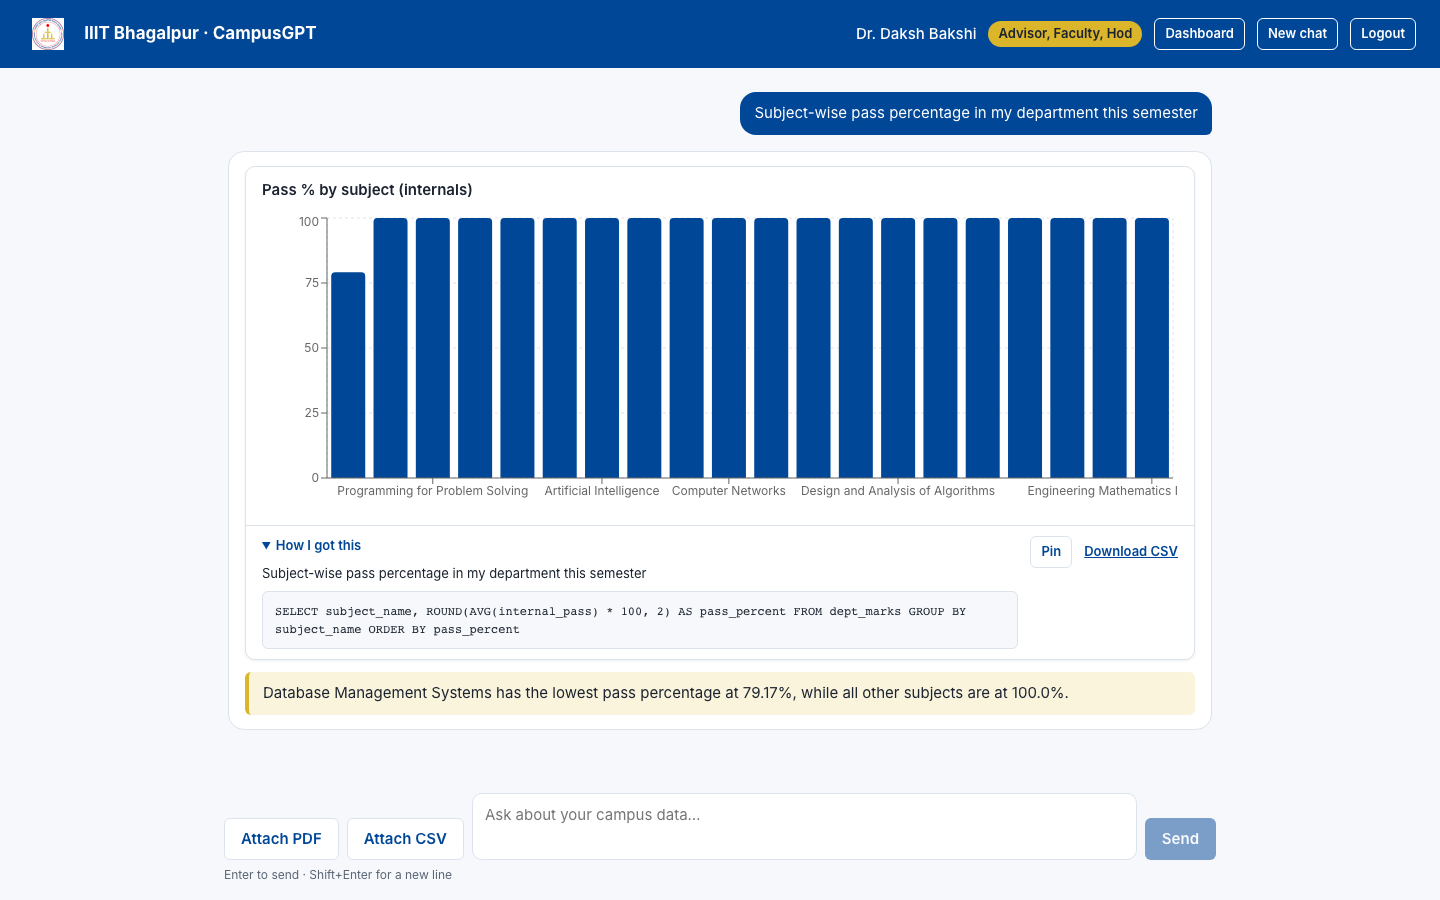 IIIT Bhagalpur · CampusGPT
Dr. Daksh Bakshi
Advisor, Faculty, Hod
Dashboard
New chat
Logout
Subject-wise pass percentage in my department this semester
Pass % by subject (internals)
100
75
50
25
0
Programming for Problem Solving
Artificial Intelligence
Computer Networks
Design and Analysis of Algorithms
Engineering Mathematics I
▼ How I got this
Pin
Download CSV
Subject-wise pass percentage in my department this semester
SELECT subject_name, ROUND(AVG(internal_pass) * 100, 2) AS pass_percent FROM dept_marks GROUP BY
subject_name ORDER BY pass_percent
Database Management Systems has the lowest pass percentage at 79.17%, while all other subjects are at 100.0%.
Attach PDF
Attach CSV
Ask about your campus data...
Send
Enter to send · Shift+Enter for a new line